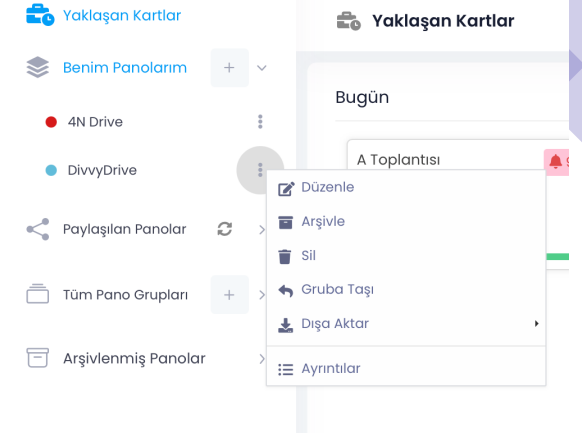 Yaklaşan Kartlar
Benim Panolarım
4N Drive
DivvyDrive
Paylaşılan Panolar
Tüm Pano Grupları
Arşivlenmiş Panolar
Yaklaşan Kartlar
Bugün
A Toplantısı
Düzenle
Arşivle
Sil
Gruba Taşı
Dışa Aktar
Ayrıntılar